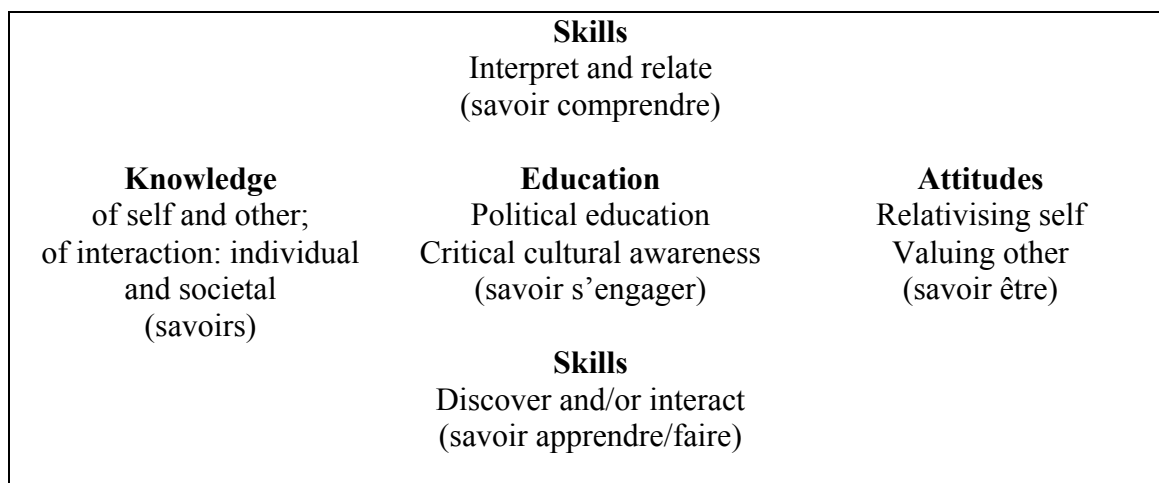 Skills
Interpret and relate
(savoir comprendre)
Knowledge
of self and other;
of interaction: individual
and societal
(savoirs)
Education
Political education
Critical cultural awareness
(savoir s’engager)
Attitudes
Relativising self
Valuing other
(savoir être)
Skills
Discover and/or interact
(savoir apprendre/faire)